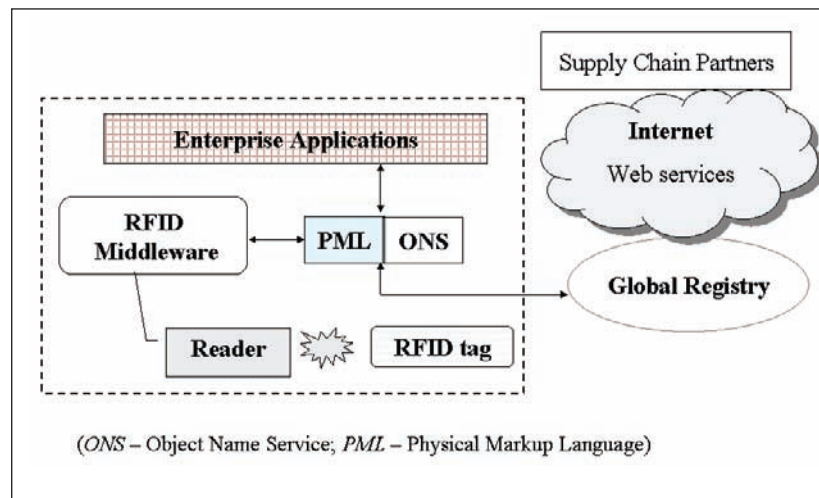 Supply Chain Partners
Internet
Web services
Enterprise Applications
RFID
Middleware
PML
ONS
Global Registry
Reader
RFID tag
(ONS – Object Name Service; PML – Physical Markup Language)